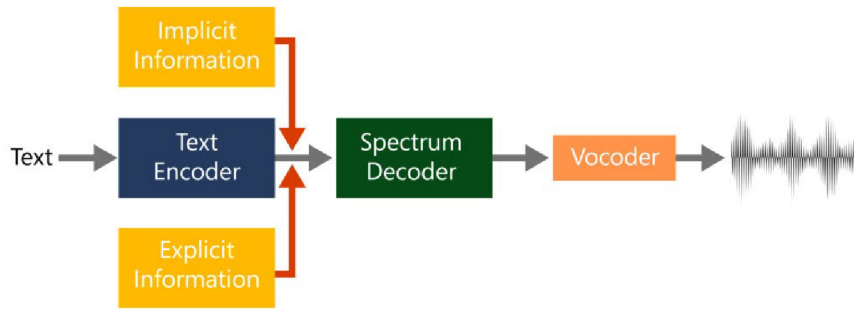 Implicit
Information
Text
Text
Encoder
Spectrum
Decoder
Vocoder
Explicit
Information